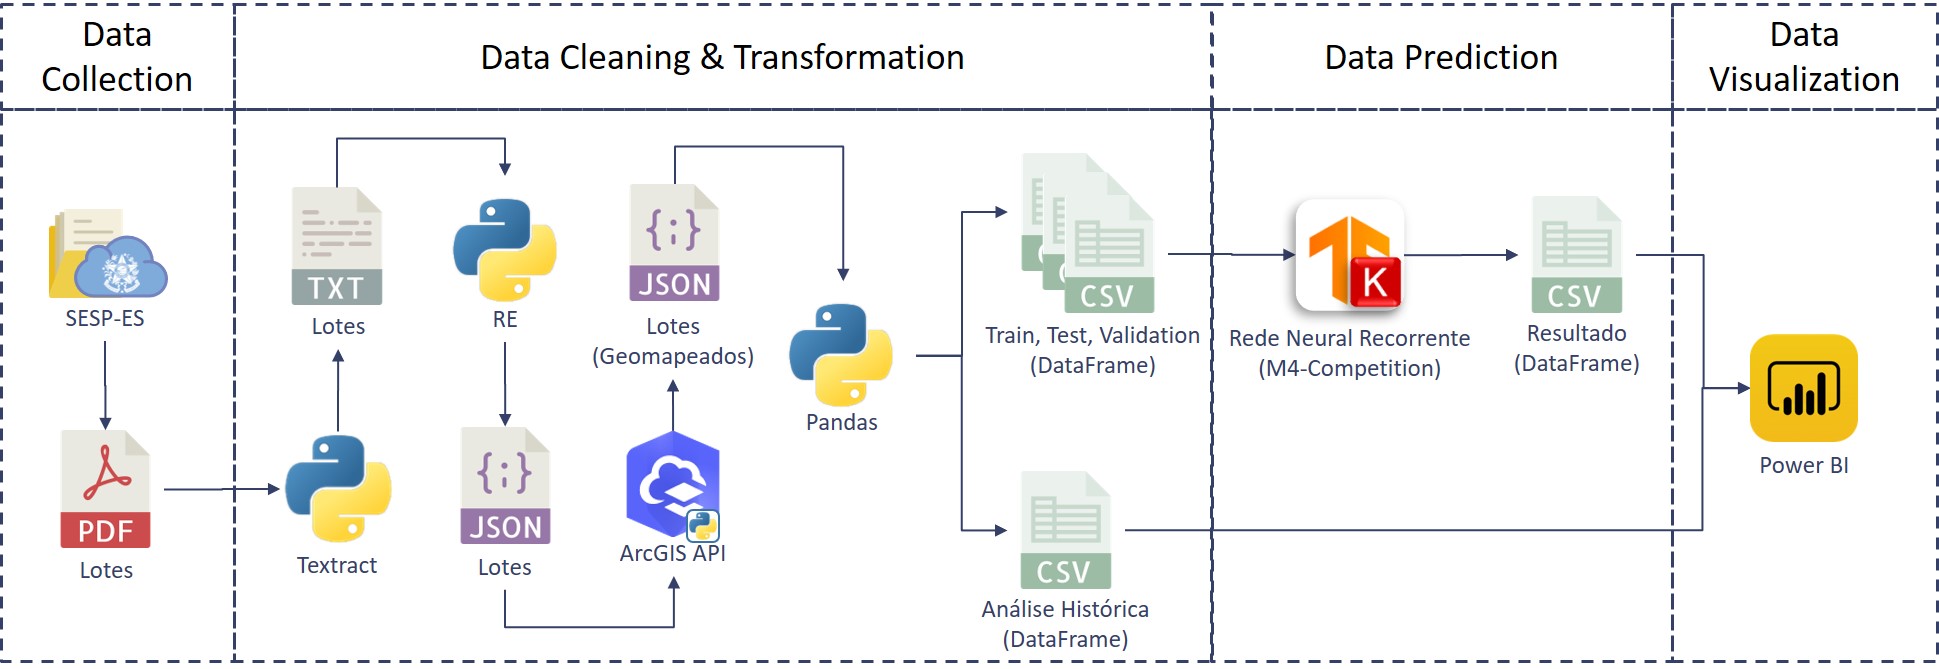 Data
Collection
Data Cleaning & Transformation
Data Prediction
Data
Visualization
SESP-ES
PDF
Lotes
Textract
TXT
Lotes
RE
JSON
Lotes
ArcGIS API
JSON
Lotes
(Geomapeados)
Pandas
CSV
Train, Test, Validation
(DataFrame)
CSV
Análise Histórica
(DataFrame)
K
Rede Neural Recorrente
(M4-Competition)
CSV
Resultado
(DataFrame)
Power BI